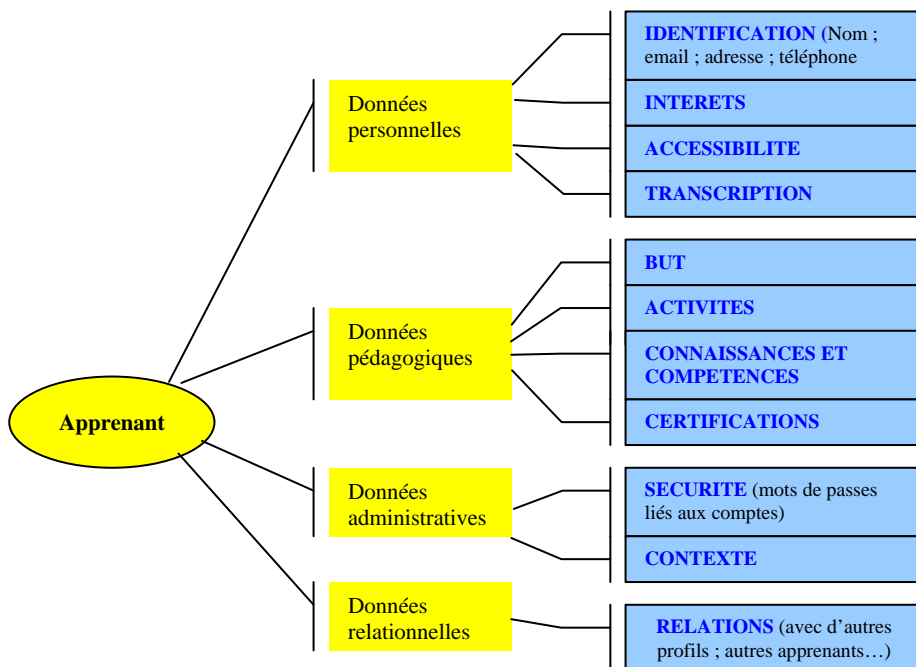 IDENTIFICATION (Nom ;
email ; adresse ; téléphone
Données
personnelles
INTERETS
ACCESSIBILITE
TRANSCRIPTION
BUT
ACTIVITES
Données
pédagogiques
CONNAISSANCES ET
COMPETENCES
CERTIFICATIONS
Apprenant
Données
administratives
SECURITE (mots de passes
liés aux comptes)
CONTEXTE
Données
relationnelles
RELATIONS (avec d’autres
profils ; autres apprenants…)